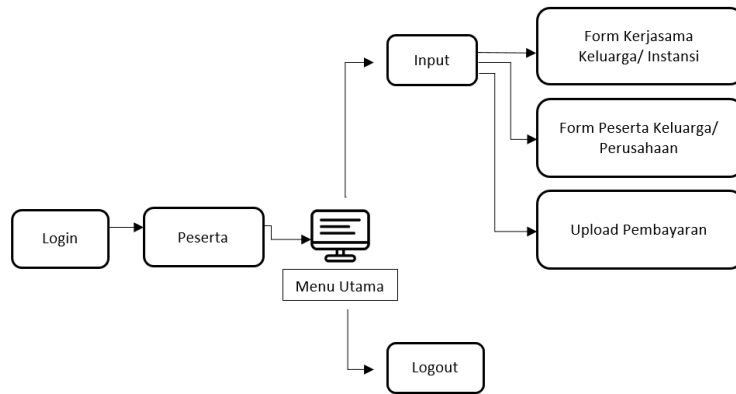 Form Kerjasama
Keluarga/ Instansi
Input
Form Peserta Keluarga/
Perusahaan
Login
Peserta
Upload Pembayaran
Menu Utama
Logout